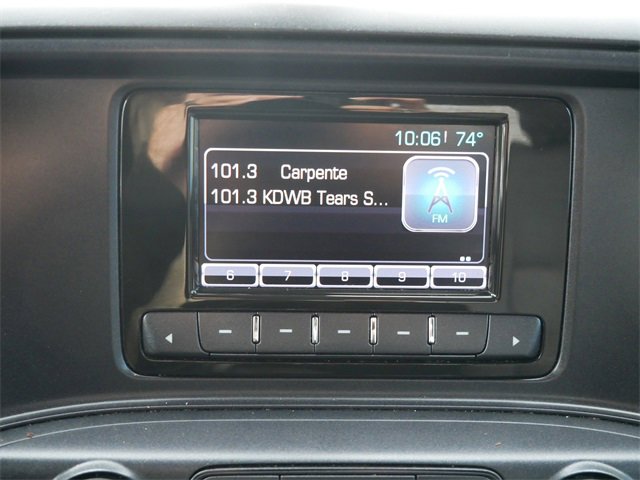 10:06 74°
101.3 Carpente
101.3 KDWB Tears S...
FM
6 7 8 9 10